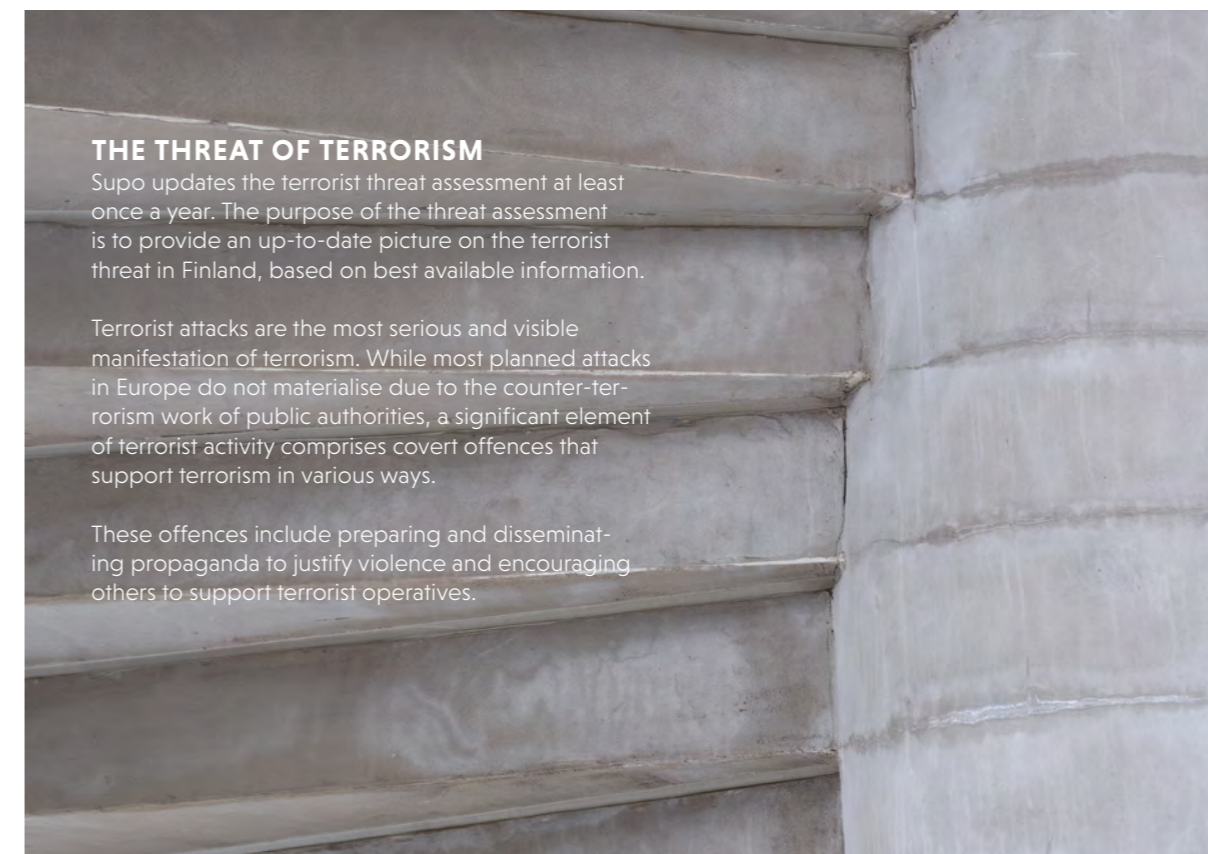 THE THREAT OF TERRORISM
Supo updates the terrorist threat assessment at least
once a year. The purpose of the threat assessment
is to provide an up-to-date picture on the terrorist
threat in Finland, based on best available information.
Terrorist attacks are the most serious and visible
manifestation of terrorism. While most planned attacks
in Europe do not materialise due to the counter-ter-
rorism work of public authorities, a significant element
of terrorist activity comprises covert offences that
support terrorism in various ways.
These offences include preparing and disseminat-
ing propaganda to justify violence and encouraging
others to support terrorist operatives.